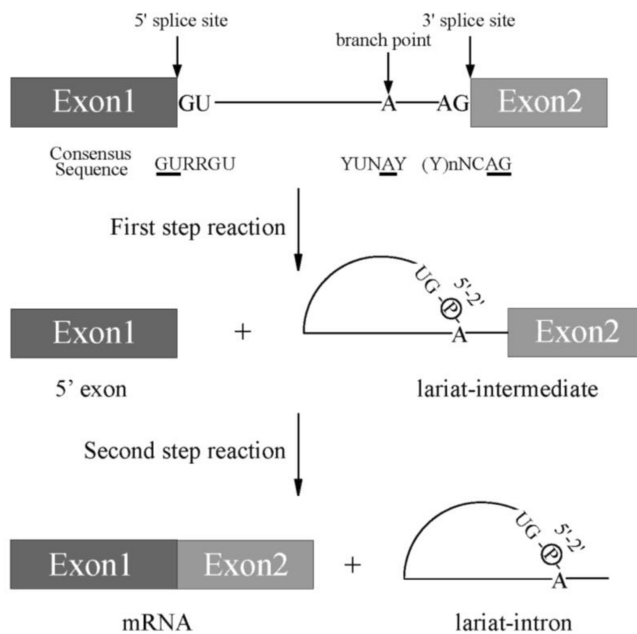 5' splice site
3' splice site
branch point
Exon1
GU
A
AG
Exon2
Consensus
Sequence
GURRGU
YUNAY
(Y)nNCAG
First step reaction
Exon1
+
UG
P
5'-2'
A
Exon2
5’ exon
lariat-intermediate
Second step reaction
Exon1
Exon2
+
UG
P
5'-2'
A
mRNA
lariat-intron